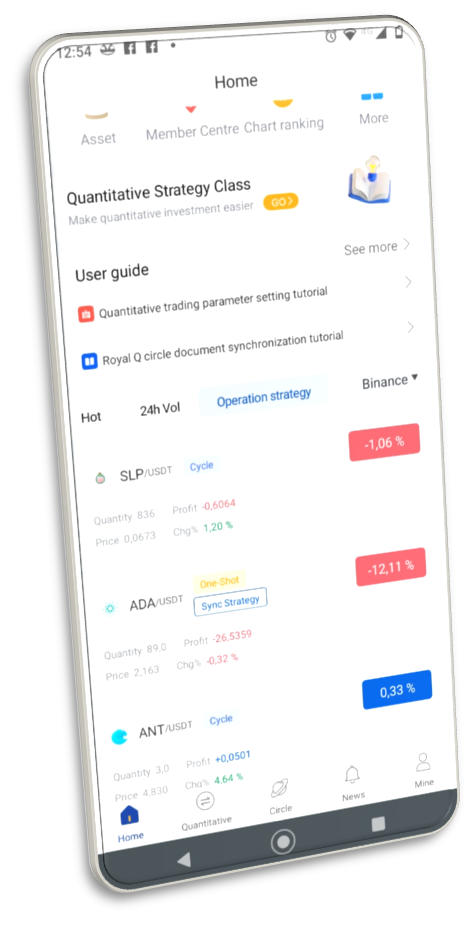 12:54 4G
Home
Asset Member Centre Chart ranking More
Quantitative Strategy Class
Make quantitative investment easier GO
User guide See more
Quantitative trading parameter setting tutorial
Royal Q circle document synchronization tutorial
Hot 24h Vol Operation strategy Binance
SLP/USDT Cycle -1,06 %
Quantity 836 Profit -0,6064
Price 0,0673 Chg% 1,20 %
One-Shot
ADA/USDT Sync Strategy -12,11 %
Quantity 89,0 Profit -26,5359
Price 2,163 Chg% -0,32 %
ANT/USDT Cycle 0,33 %
Quantity 3,0 Profit +0,0501
Price 4,830 Chg% 4,64 %
Home Quantitative Circle News Mine